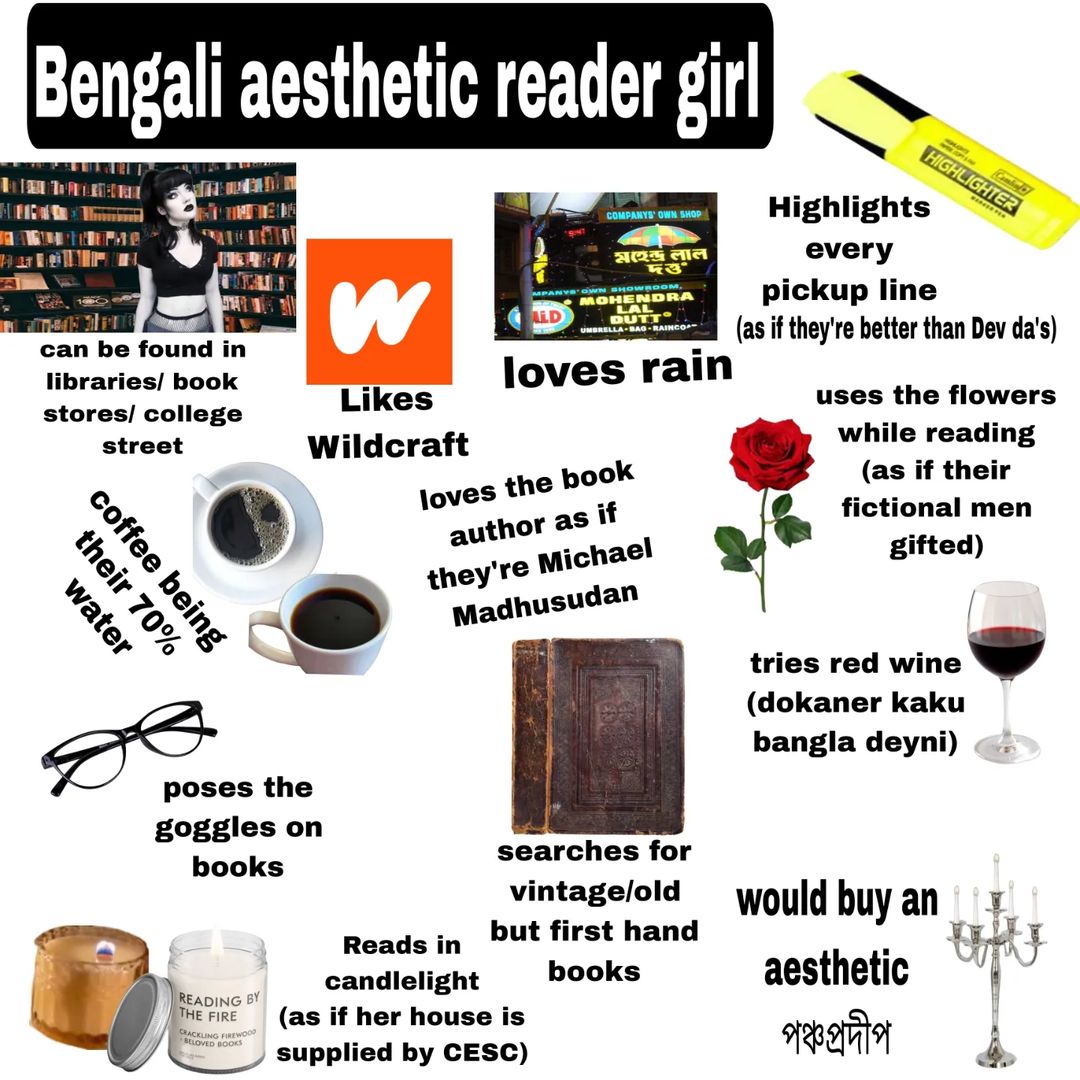 Bengali aesthetic reader girl
HIGHLIGHTER
Highlights
every
pickup line
(as if they're better than Dev da's)
COMPANYS' OWN SHOP
মহেন্দ্র লাল
দত্ত
OWN SHOWROOM,
MOHENDRA
LAL
DUTT
UMBRELLA - BAG - RAINCOAT
loves rain
can be found in
libraries/ book
stores/ college
street
Likes
Wildcraft
uses the flowers
while reading
(as if their
fictional men
gifted)
coffee being
their 70%
water
loves the book
author as if
they're Michael
Madhusudan
tries red wine
(dokaner kaku
bangla deyni)
poses the
goggles on
books
searches for
vintage/old
but first hand
books
would buy an
aesthetic
পঞ্চপ্রদীপ
READING BY
THE FIRE
CRACKLING FIREWOOD
+ BELOVED BOOKS
Reads in
candlelight
(as if her house is
supplied by CESC)